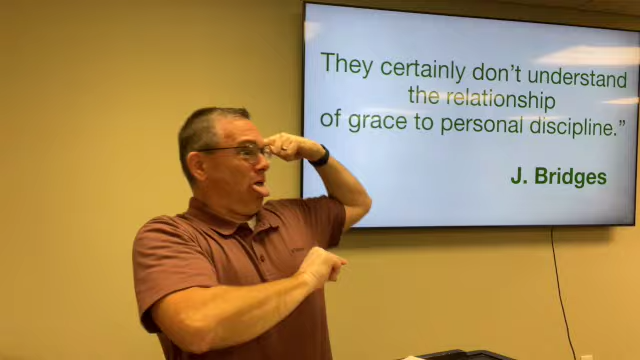 They certainly don't understand
the relationship
of grace to personal discipline."
J. Bridges